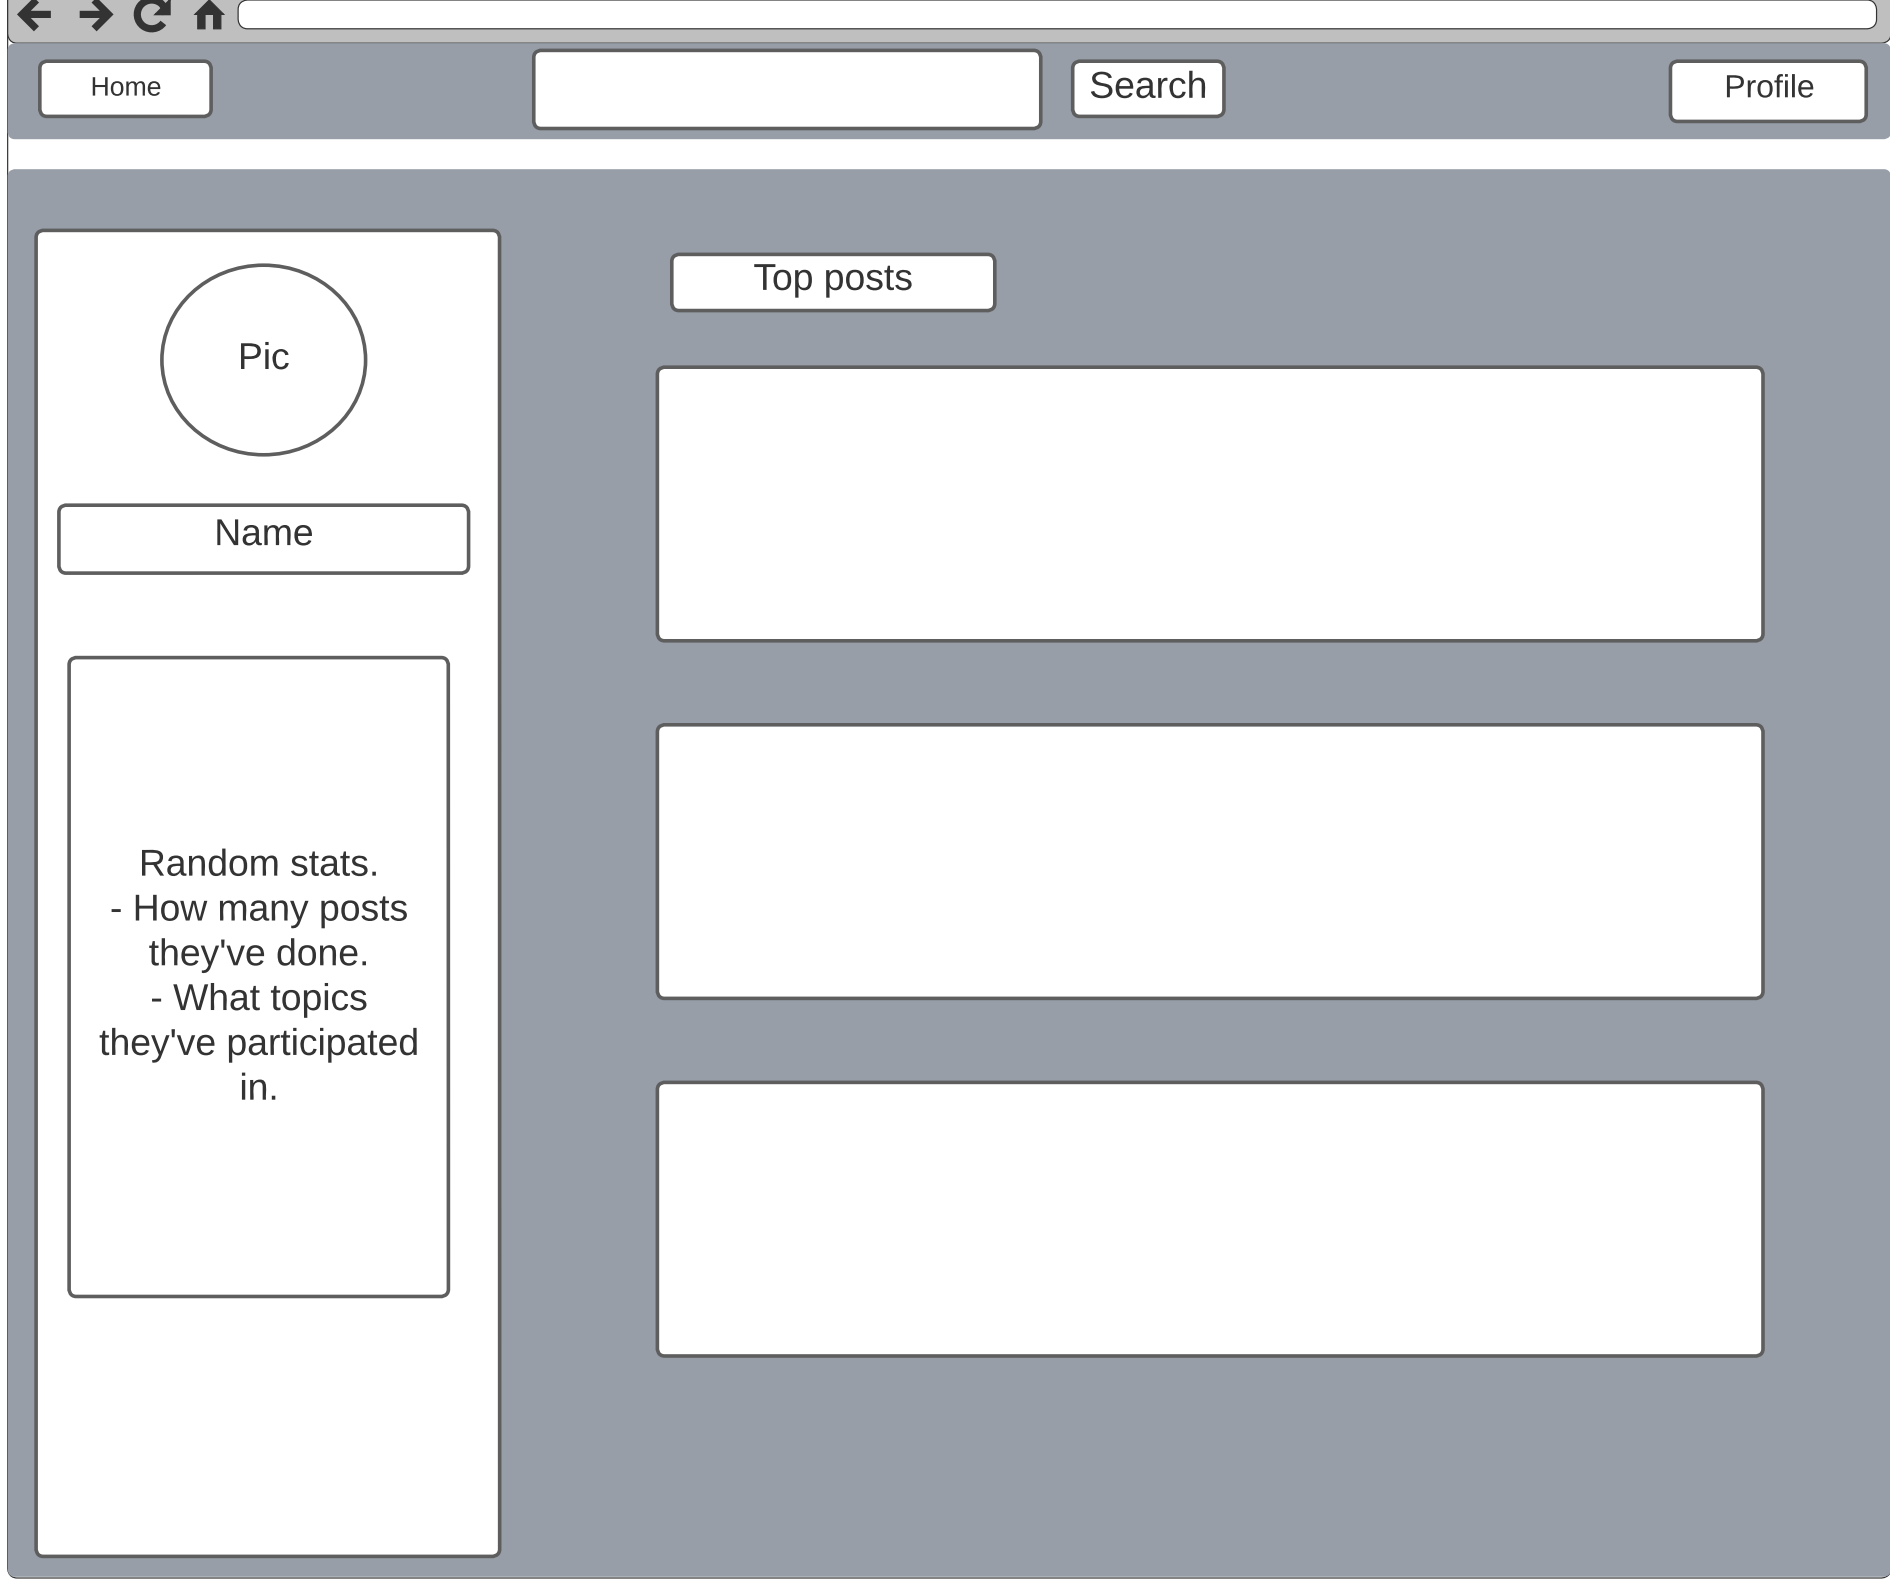 Home
Search
Profile
Pic
Name
Random stats.
- How many posts
they've done.
- What topics
they've participated
in.
Top posts